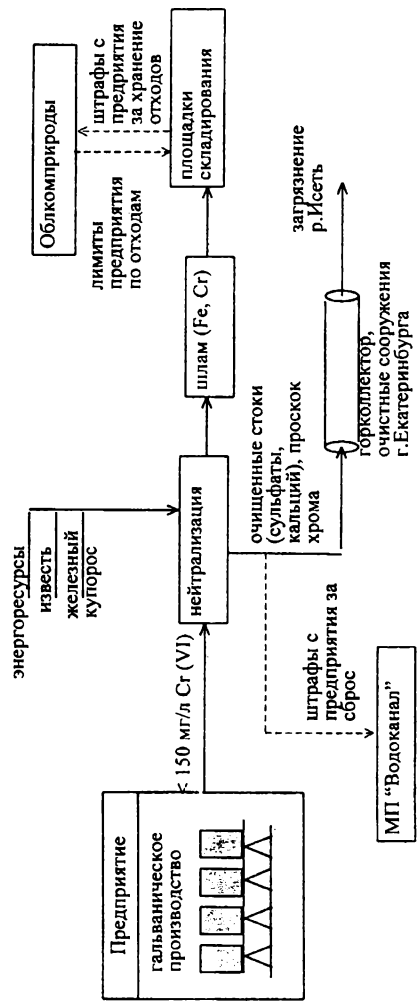 Предприятие
гальваническое
производство
< 150 мг/л Cr (VI)
энергоресурсы
известь
железный
купорос
нейтрализация
шлам (Fe, Cr)
площадки
складирования
Облкомприроды
лимиты
предприятия
по отходам
штрафы с
предприятия
за хранение
отходов
очищенные стоки
(сульфаты,
кальций), проскок
хрома
штрафы с
предприятия за
сброс
МП “Водоканал”
горколлектор,
очистные сооружения
г.Екатеринбурга
загрязнение
р.Исеть